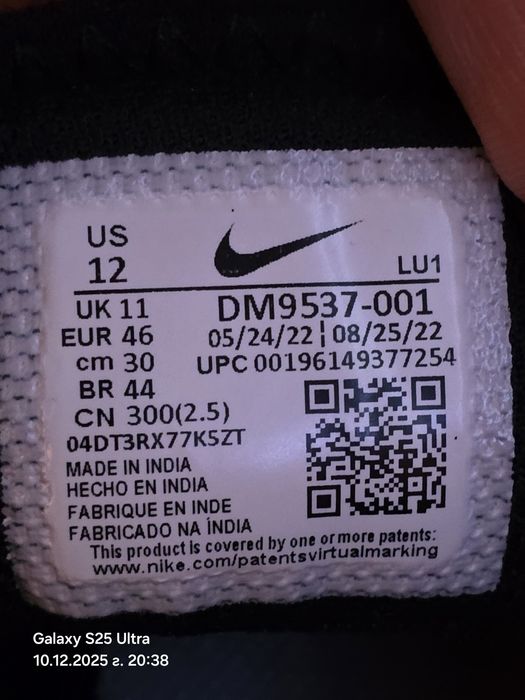 US
12
LU1
UK 11
DM9537-001
EUR 46
05/24/22 | 08/25/22
cm 30
UPC 00196149377254
BR 44
CN 300(2.5)
04DT3RX77K5ZT
MADE IN INDIA
HECHO EN INDIA
FABRIQUE EN INDE
FABRICADO NA ÍNDIA
This product is covered by one or more patents:
www.nike.com/patentsvirtualmarking
Galaxy S25 Ultra
10.12.2025 г. 20:38